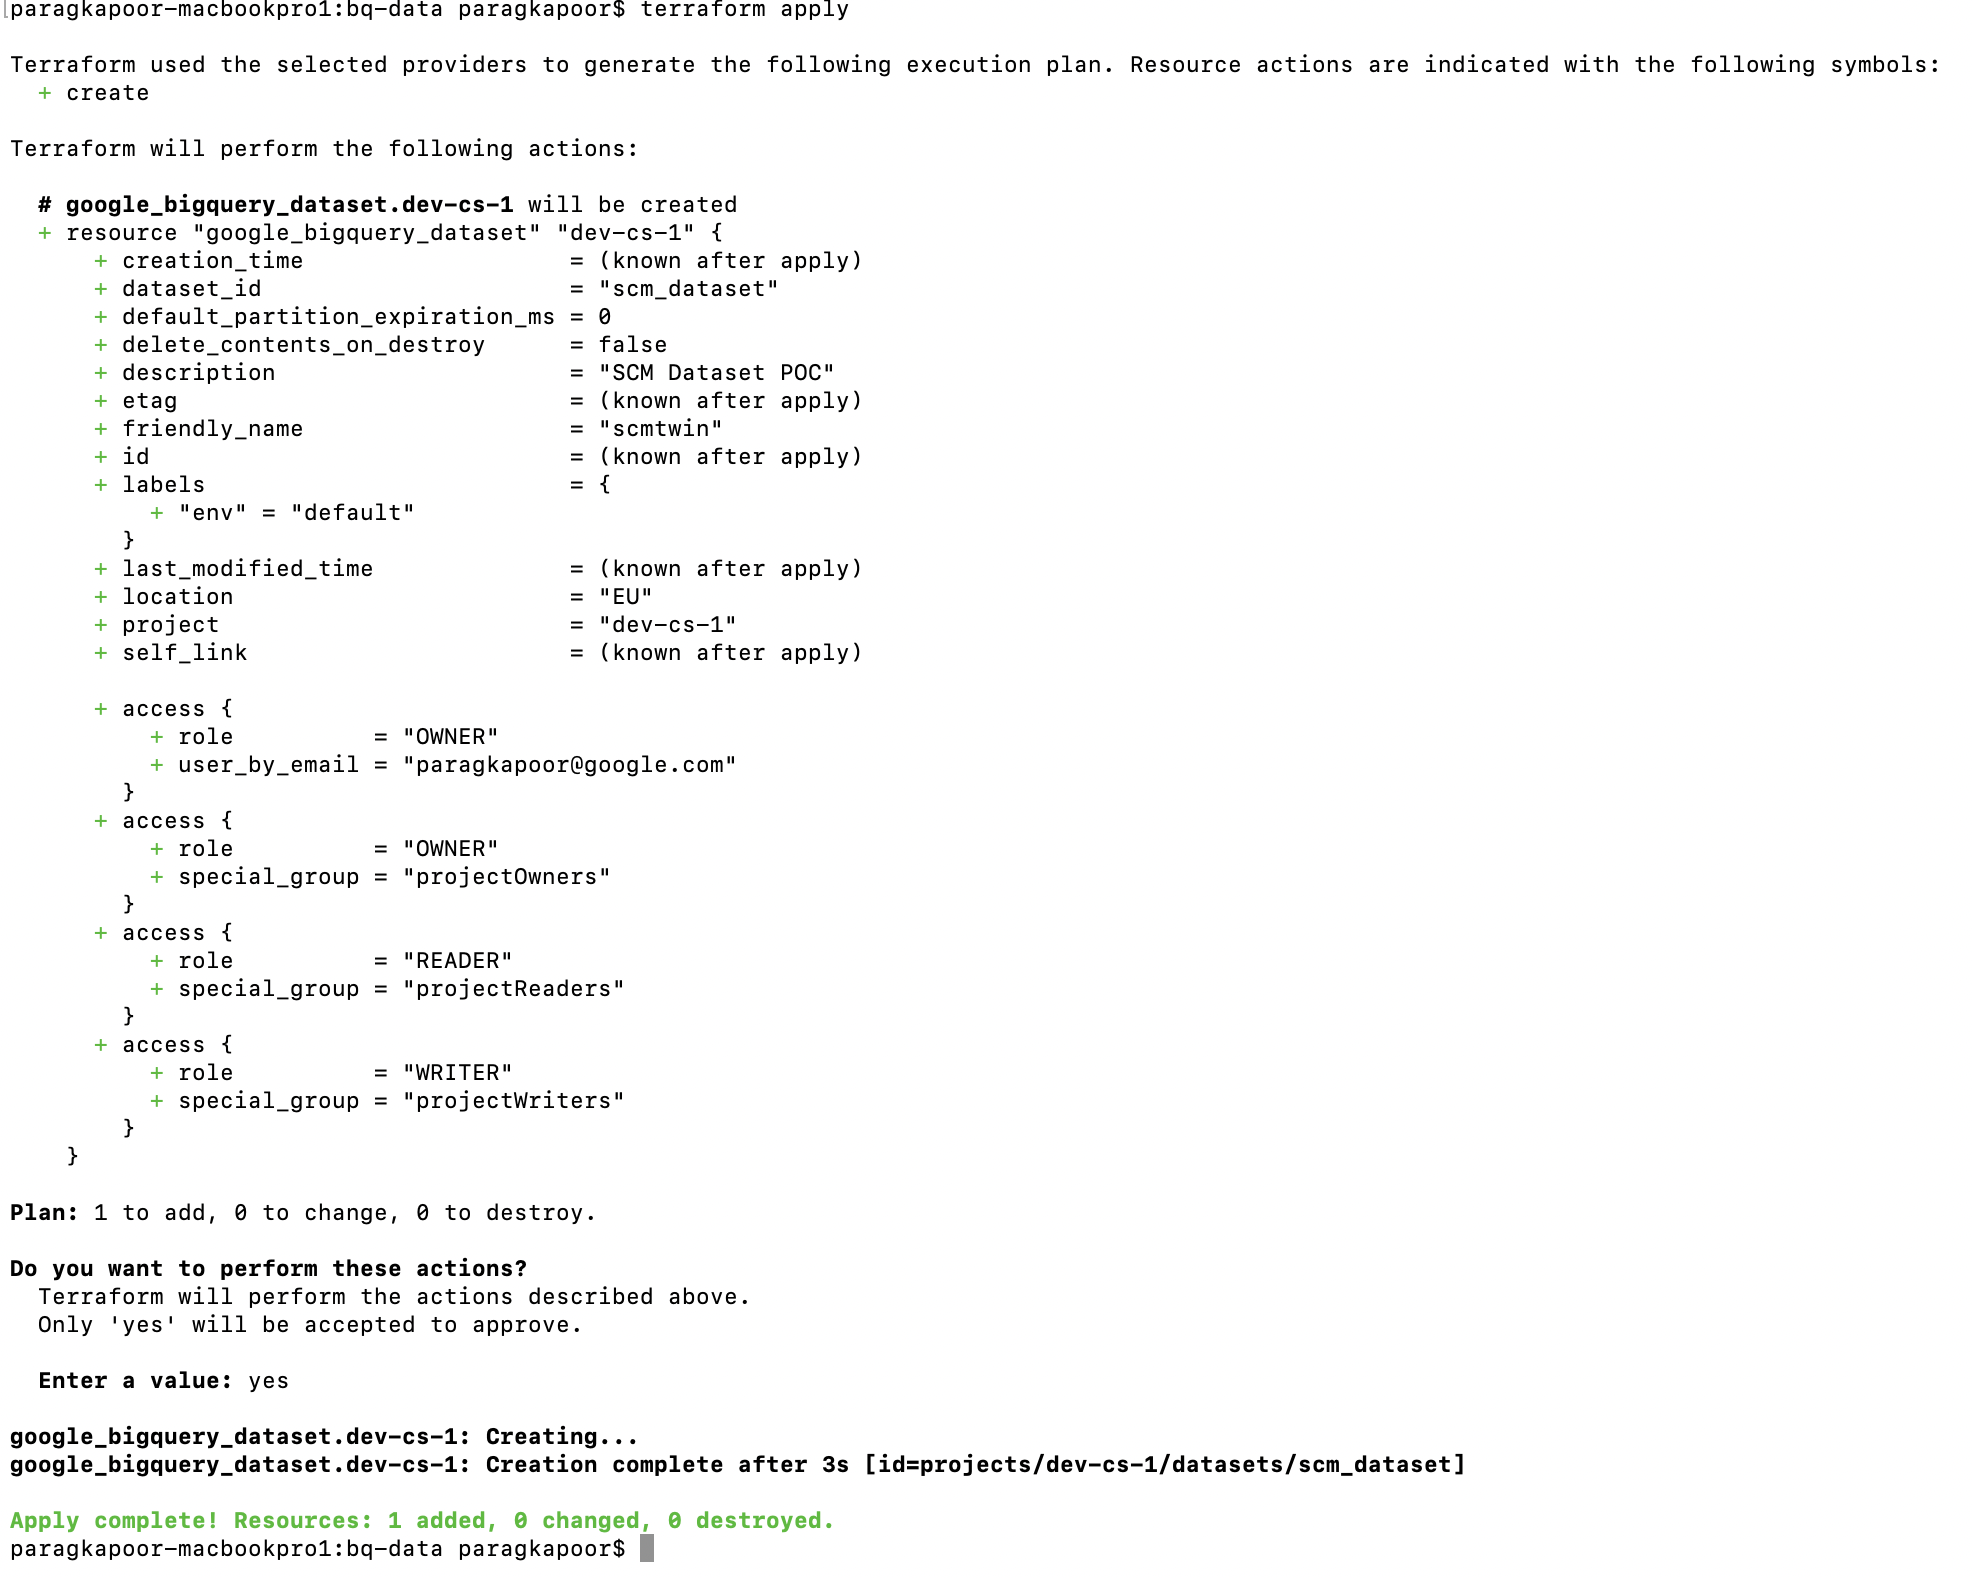 paragkapoor-macbookpro1:bq-data paragkapoor$ terraform apply
Terraform used the selected providers to generate the following execution plan. Resource actions are indicated with the following symbols:
  + create
Terraform will perform the following actions:
  # google_bigquery_dataset.dev-cs-1 will be created
  + resource "google_bigquery_dataset" "dev-cs-1" {
      + creation_time                   = (known after apply)
      + dataset_id                      = "scm_dataset"
      + default_partition_expiration_ms = 0
      + delete_contents_on_destroy      = false
      + description                     = "SCM Dataset POC"
      + etag                            = (known after apply)
      + friendly_name                   = "scmtwin"
      + id                              = (known after apply)
      + labels                          = {
          + "env" = "default"
        }
      + last_modified_time              = (known after apply)
      + location                        = "EU"
      + project                         = "dev-cs-1"
      + self_link                       = (known after apply)
      + access {
          + role          = "OWNER"
          + user_by_email = "paragkapoor@google.com"
        }
      + access {
          + role          = "OWNER"
          + special_group = "projectOwners"
        }
      + access {
          + role          = "READER"
          + special_group = "projectReaders"
        }
      + access {
          + role          = "WRITER"
          + special_group = "projectWriters"
        }
    }
Plan: 1 to add, 0 to change, 0 to destroy.
Do you want to perform these actions?
  Terraform will perform the actions described above.
  Only 'yes' will be accepted to approve.
  Enter a value: yes
google_bigquery_dataset.dev-cs-1: Creating...
google_bigquery_dataset.dev-cs-1: Creation complete after 3s [id=projects/dev-cs-1/datasets/scm_dataset]
Apply complete! Resources: 1 added, 0 changed, 0 destroyed.
paragkapoor-macbookpro1:bq-data paragkapoor$